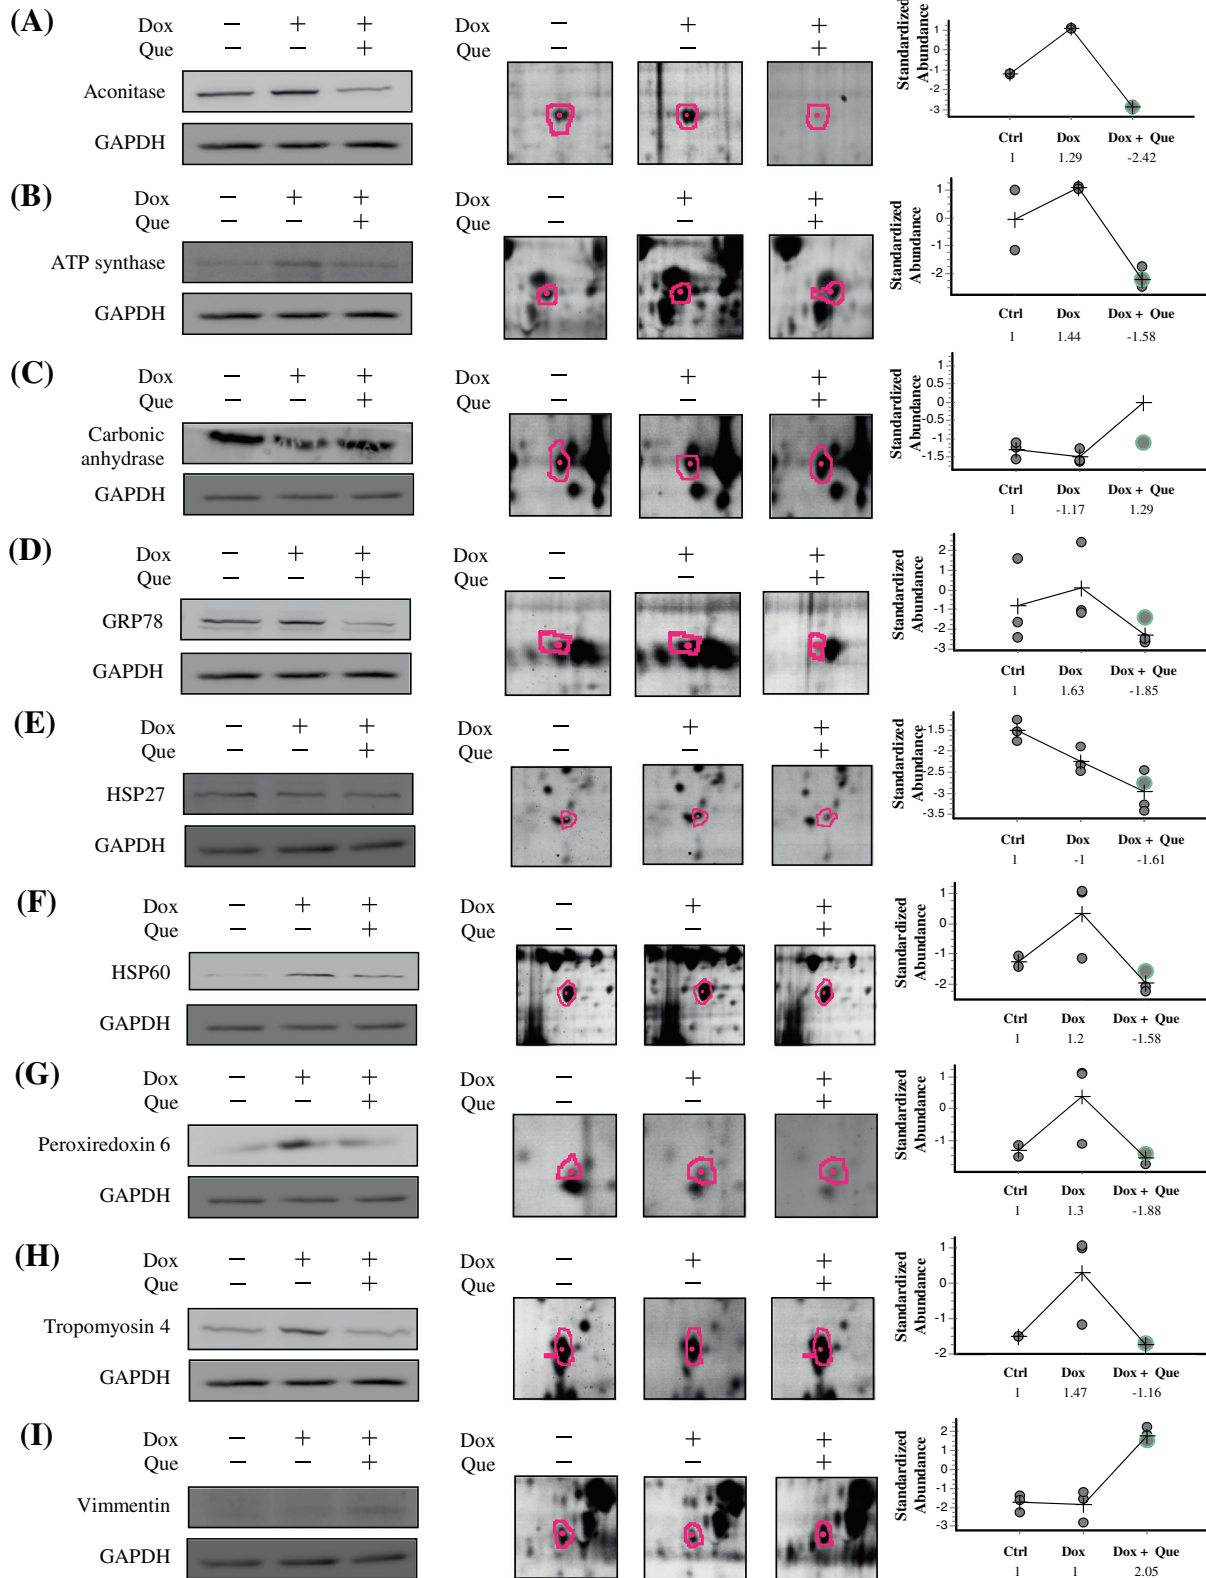 (A)
Dox − + +
Que − − +
Aconitase
GAPDH
Dox − + +
Que − − +
Standardized
Abundance
1
0
-1
-2
-3
Ctrl Dox Dox + Que
1 1.29 -2.42
(B)
Dox − + +
Que − − +
ATP synthase
GAPDH
Dox − + +
Que − − +
Standardized
Abundance
1
0
-1
-2
Ctrl Dox Dox + Que
1 1.44 -1.58
(C)
Dox − + +
Que − − +
Carbonic
anhydrase
GAPDH
Dox − + +
Que − − +
Standardized
Abundance
1
0.5
0
-0.5
-1
-1.5
Ctrl Dox Dox + Que
1 -1.17 1.29
(D)
Dox − + +
Que − − +
GRP78
GAPDH
Dox − + +
Que − − +
Standardized
Abundance
2
1
0
-1
-2
-3
Ctrl Dox Dox + Que
1 1.63 -1.85
(E)
Dox − + +
Que − − +
HSP27
GAPDH
Dox − + +
Que − − +
Standardized
Abundance
-1.5
-2
-2.5
-3.5
Ctrl Dox Dox + Que
1 -1 -1.61
(F)
Dox − + +
Que − − +
HSP60
GAPDH
Dox − + +
Que − − +
Standardized
Abundance
1
0
-1
-2
Ctrl Dox Dox + Que
1 1.2 -1.58
(G)
Dox − + +
Que − − +
Peroxiredoxin 6
GAPDH
Dox − + +
Que − − +
Standardized
Abundance
1
0
-1
Ctrl Dox Dox + Que
1 1.3 -1.88
(H)
Dox − + +
Que − − +
Tropomyosin 4
GAPDH
Dox − + +
Que − − +
Standardized
Abundance
1
0
-1
-2
Ctrl Dox Dox + Que
1 1.47 -1.16
(I)
Dox − + +
Que − − +
Vimmentin
GAPDH
Dox − + +
Que − − +
Standardized
Abundance
2
1
0
-1
-2
-3
Ctrl Dox Dox + Que
1 1 2.05